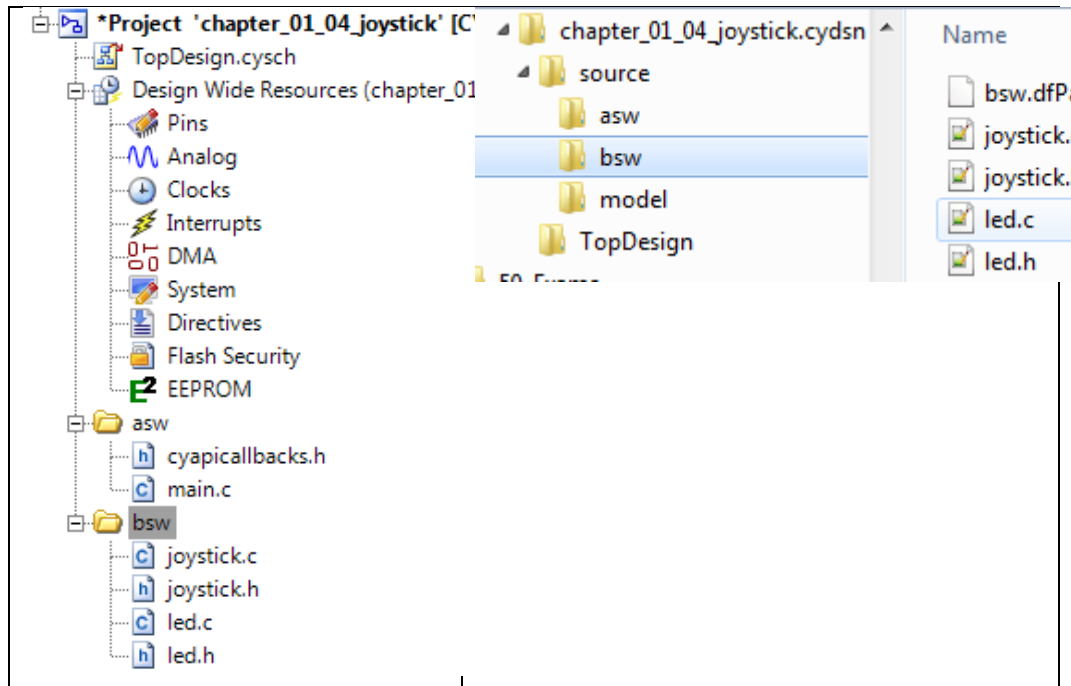 *Project 'chapter_01_04_joystick' [C
TopDesign.cysch
Design Wide Resources (chapter_01
Pins
Analog
Clocks
Interrupts
DMA
System
Directives
Flash Security
EEPROM
asw
cyapicallbacks.h
main.c
bsw
joystick.c
joystick.h
led.c
led.h
chapter_01_04_joystick.cydsn
source
asw
bsw
model
TopDesign
Name
bsw.dfPa
joystick.
joystick.
led.c
led.h